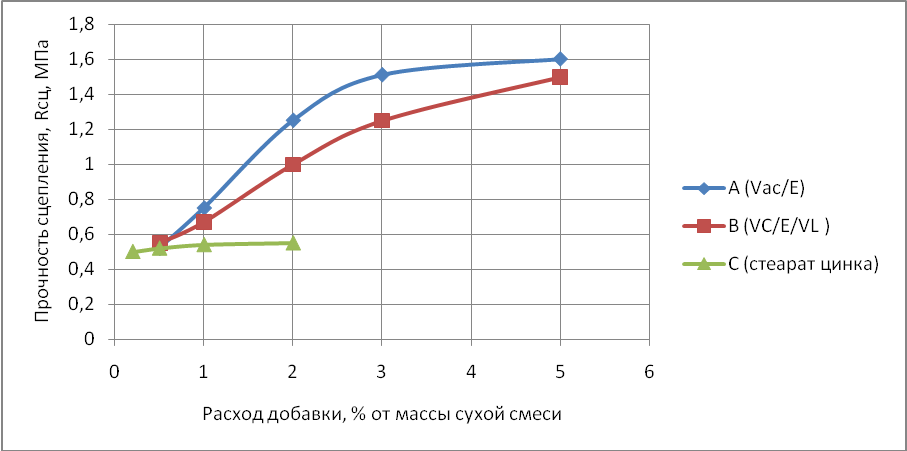 Прочность сцепления, Rсц, МПа
1,8
1,6
1,4
1,2
1
0,8
0,6
0,4
0,2
0
0 1 2 3 4 5 6
Расход добавки, % от массы сухой смеси
A (Vac/E)
B (VC/E/VL )
C (стеарат цинка)